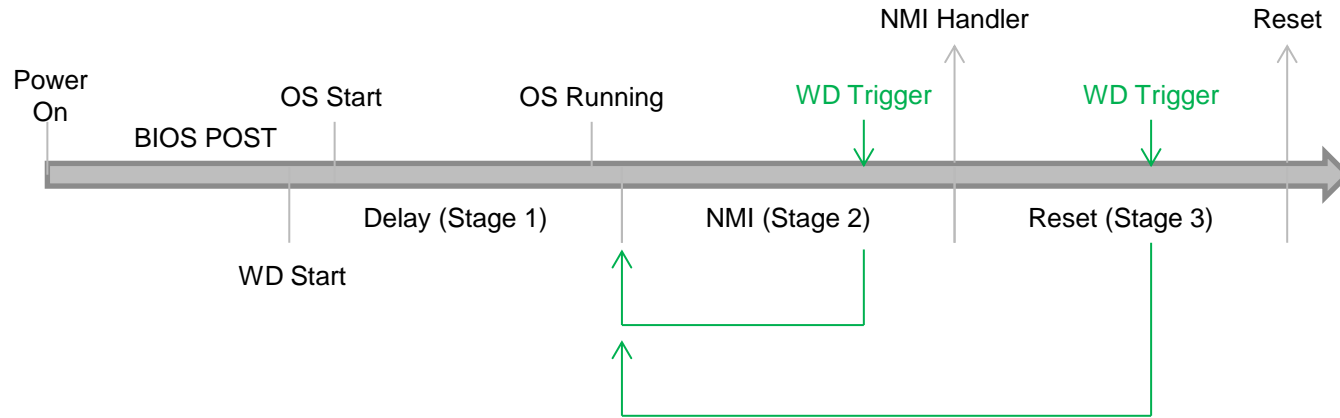 NMI Handler
Reset
Power
On
OS Start
OS Running
WD Trigger
WD Trigger
BIOS POST
Delay (Stage 1)
NMI (Stage 2)
Reset (Stage 3)
WD Start